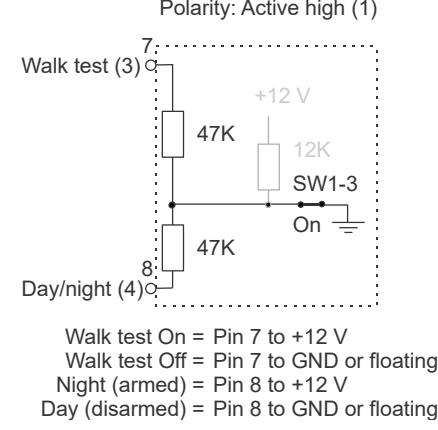 Polarity: Active high (1)
7
Walk test (3)
+12 V
47K
12K
SW1-3
On
47K
8
Day/night (4)
Walk test On = Pin 7 to +12 V
Walk test Off = Pin 7 to GND or floating
Night (armed) = Pin 8 to +12 V
Day (disarmed) = Pin 8 to GND or floating